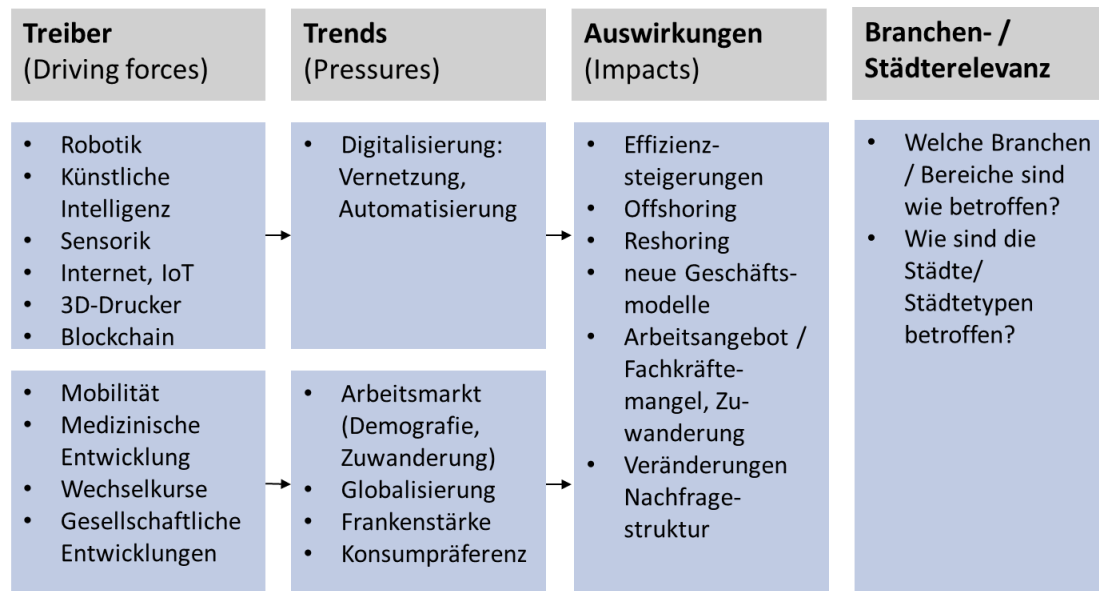 Treiber
(Driving forces)
• Robotik
• Künstliche
Intelligenz
• Sensorik
• Internet, IoT
• 3D-Drucker
• Blockchain
• Mobilität
• Medizinische
Entwicklung
• Wechselkurse
• Gesellschaftliche
Entwicklungen
Trends
(Pressures)
• Digitalisierung:
Vernetzung,
Automatisierung
• Arbeitsmarkt
(Demografie,
Zuwanderung)
• Globalisierung
• Frankenstärke
• Konsumpräferenz
Auswirkungen
(Impacts)
• Effizienz-
steigerungen
• Offshoring
• Reshoring
• neue Geschäfts-
modelle
• Arbeitsangebot /
Fachkräfte-
mangel, Zu-
wanderung
• Veränderungen
Nachfrage-
struktur
Branchen- /
Städterelevanz
• Welche Branchen
/ Bereiche sind
wie betroffen?
• Wie sind die
Städte/
Städtetypen
betroffen?